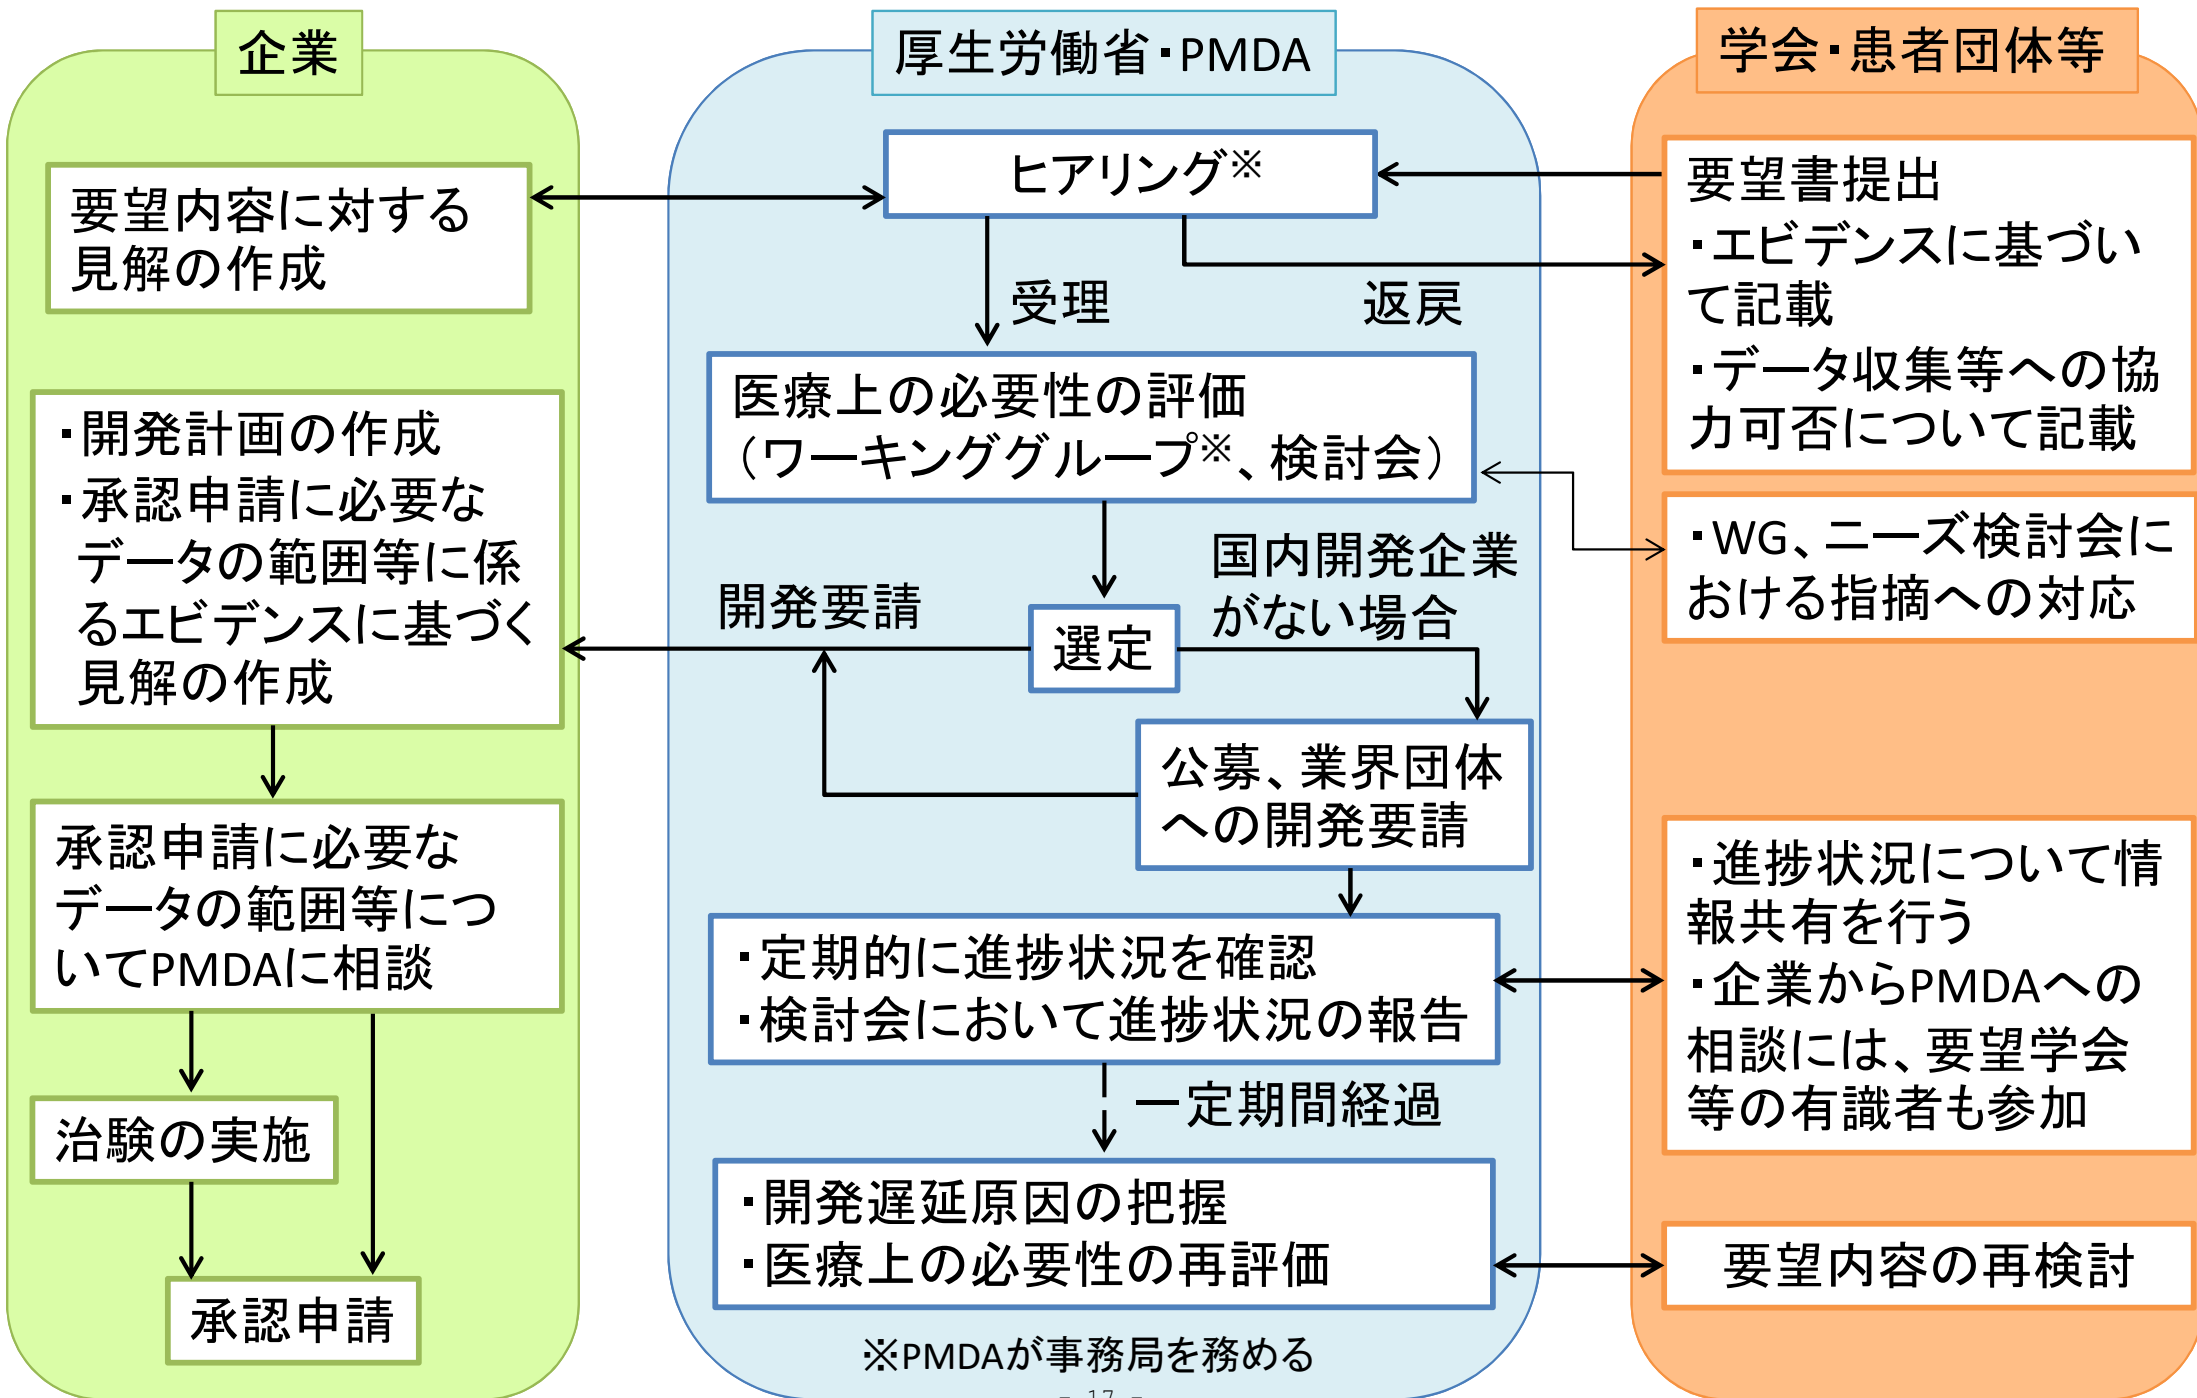 企業
要望内容に対する
見解の作成
・開発計画の作成
・承認申請に必要な
データの範囲等に係
るエビデンスに基づく
見解の作成
承認申請に必要な
データの範囲等につ
いてPMDAに相談
治験の実施
承認申請
厚生労働省・PMDA
ヒアリング※
受理
返戻
医療上の必要性の評価
（ワーキンググループ※、検討会）
開発要請
国内開発企業
がない場合
選定
公募、業界団体
への開発要請
・定期的に進捗状況を確認
・検討会において進捗状況の報告
一定期間経過
・開発遅延原因の把握
・医療上の必要性の再評価
※PMDAが事務局を務める
- 17 -
学会・患者団体等
要望書提出
・エビデンスに基づい
て記載
・データ収集等への協
力可否について記載
・WG、ニーズ検討会に
おける指摘への対応
・進捗状況について情
報共有を行う
・企業からPMDAへの
相談には、要望学会
等の有識者も参加
要望内容の再検討